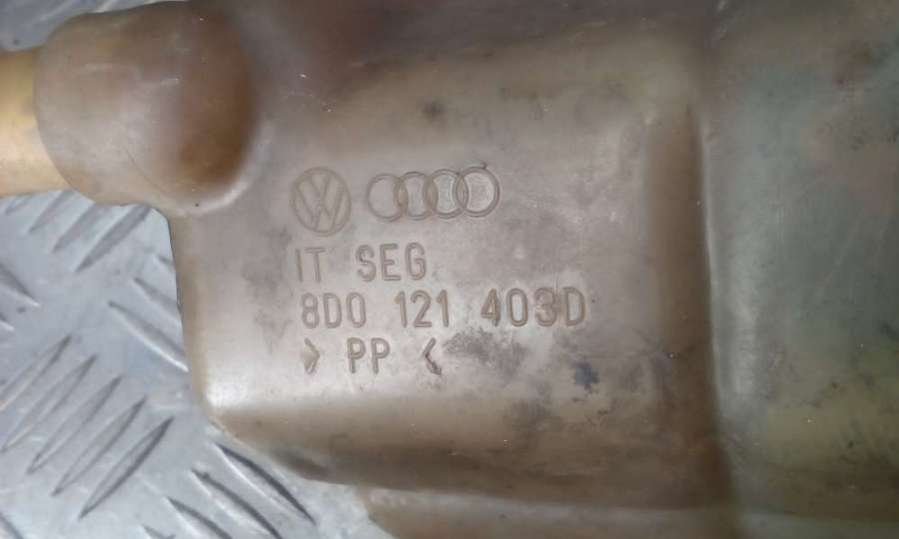 IT SEG
8D0 121 403D
> PP <